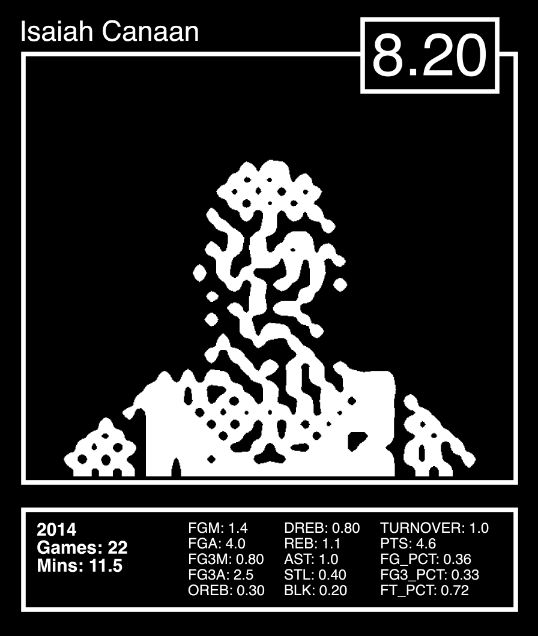 Isaiah Canaan
8.20
2014
Games: 22
Mins: 11.5
FGM: 1.4
FGA: 4.0
FG3M: 0.80
FG3A: 2.5
OREB: 0.30
DREB: 0.80
REB: 1.1
AST: 1.0
STL: 0.40
BLK: 0.20
TURNOVER: 1.0
PTS: 4.6
FG_PCT: 0.36
FG3_PCT: 0.33
FT_PCT: 0.72